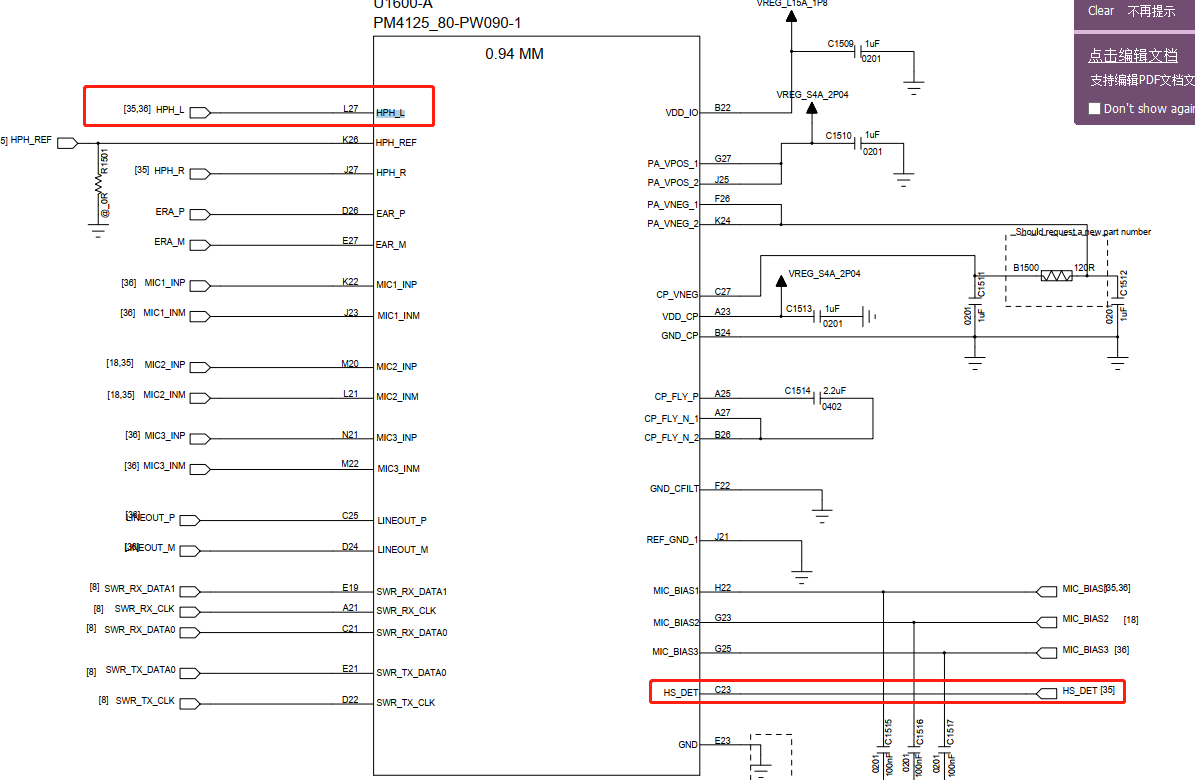 U1600-A
PM4125_80-PW090-1
0.94 MM
VREG_L15A_1P8
Clear 不再提示
点击编辑文档
支持编辑PDF文档文
Don't show again
C1509 1uF
0201
VREG_S4A_2P04
[35,36] HPH_L L27 HPH_L
VDD_IO B22
C1510 1uF
0201
5] HPH_REF K26 HPH_REF
R1501
@_0R
PA_VPOS_1 G27
[35] HPH_R J27 HPH_R
PA_VPOS_2 J25
PA_VNEG_1 F26
ERA_P D26 EAR_P
PA_VNEG_2 K24
Should request a new part number
ERA_M E27 EAR_M
B1500 120R
VREG_S4A_2P04
[36] MIC1_INP K22 MIC1_INP
CP_VNEG C27
C1511
0201
1uF
C1512
020
1uF
[36] MIC1_INM J23 MIC1_INM
VDD_CP A23
C1513 1uF
0201
GND_CP B24
[18,35] MIC2_INP M20 MIC2_INP
[18,35] MIC2_INM L21 MIC2_INM
CP_FLY_P A25
C1514 2.2uF
0402
CP_FLY_N_1 A27
[36] MIC3_INP N21 MIC3_INP
CP_FLY_N_2 B26
[36] MIC3_INM M22 MIC3_INM
GND_CFILT F22
[36] LINEOUT_P C25 LINEOUT_P
REF_GND_1 J21
[36] LINEOUT_M D24 LINEOUT_M
[8] SWR_RX_DATA1 E19 SWR_RX_DATA1
MIC_BIAS1 H22 MIC_BIAS [35,36]
[8] SWR_RX_CLK A21 SWR_RX_CLK
MIC_BIAS2 G23 MIC_BIAS2 [18]
[8] SWR_RX_DATA0 C21 SWR_RX_DATA0
MIC_BIAS3 G25 MIC_BIAS3 [36]
[8] SWR_TX_DATA0 E21 SWR_TX_DATA0
HS_DET C23 HS_DET [35]
[8] SWR_TX_CLK D22 SWR_TX_CLK
GND E23
C1515
0201
100nF
C1516
0201
100nF
C1517
0201
100nF